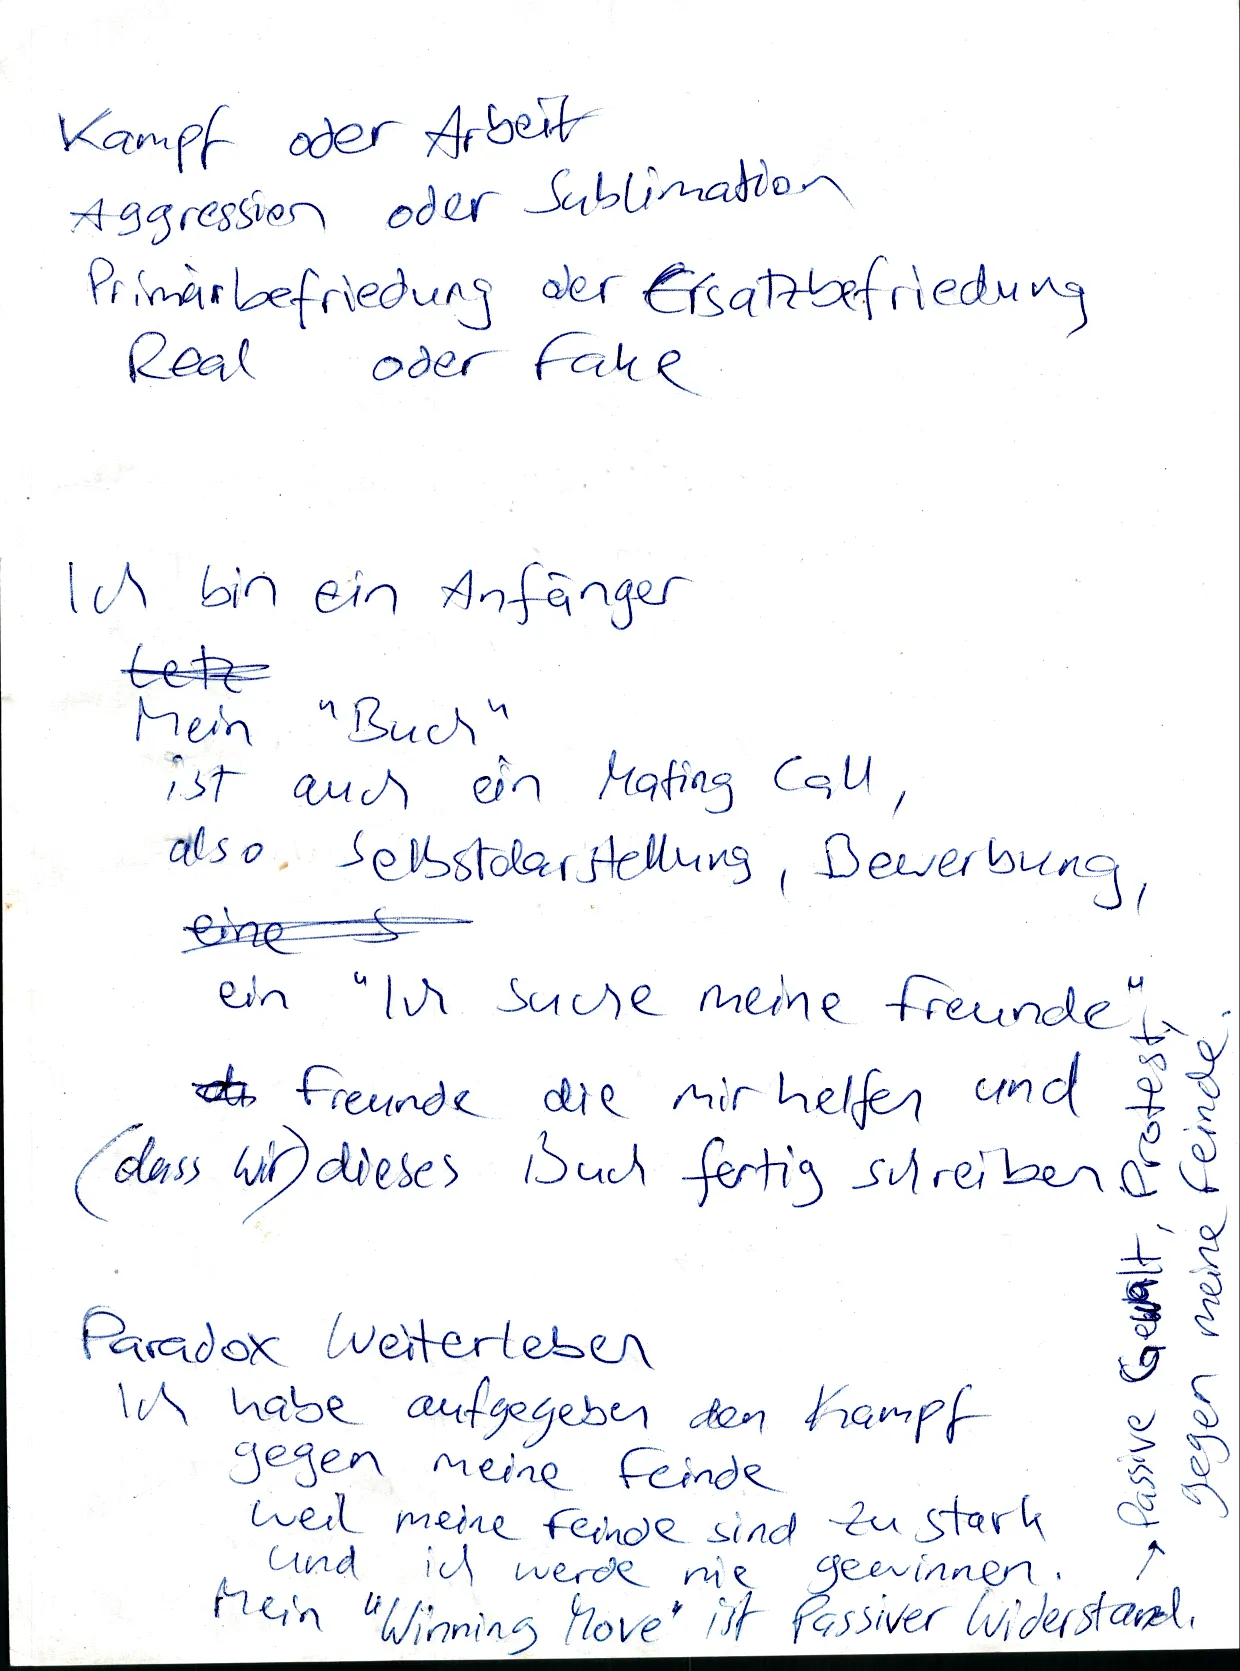 Kampf oder Arbeit
Aggression oder Sublimation
Primärbefriedung oder Ersatzbefriedung
Real oder Fake
Ich bin ein Anfänger
Letz
Mein "Buch"
ist auch ein Mating Call,
also Selbstdarstellung, Bewerbung,
eine S
ein "Ich suche meine Freunde"
Freunde die mir helfen und
(dass wir) dieses Buch fertig schreiben
Paradox Weiterleben
Ich habe aufgegeben den Kampf
gegen meine Feinde
weil meine Feinde sind zu stark
und ich werde nie gewinnen.
Mein "Winning Move" ist Passiver Widerstand.
→ Passive Gewalt, Protest,
gegen meine Feinde.